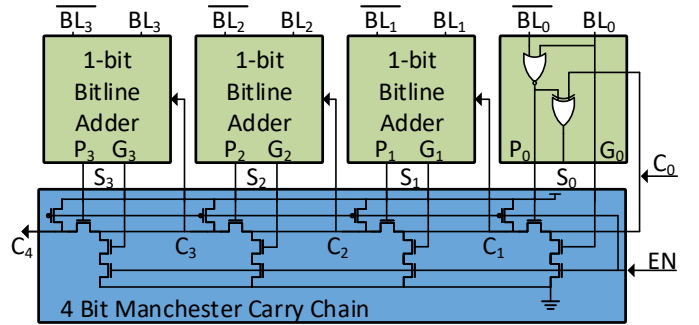 BL₃ BL₃ BL₂ BL₂ BL₁ BL₁ BL₀ BL₀
1-bit Bitline Adder
1-bit Bitline Adder
1-bit Bitline Adder
P₃ G₃ P₂ G₂ P₁ G₁ P₀ G₀
S₃ S₂ S₁ S₀ C₀
C₄ C₃ C₂ C₁ EN
4 Bit Manchester Carry Chain